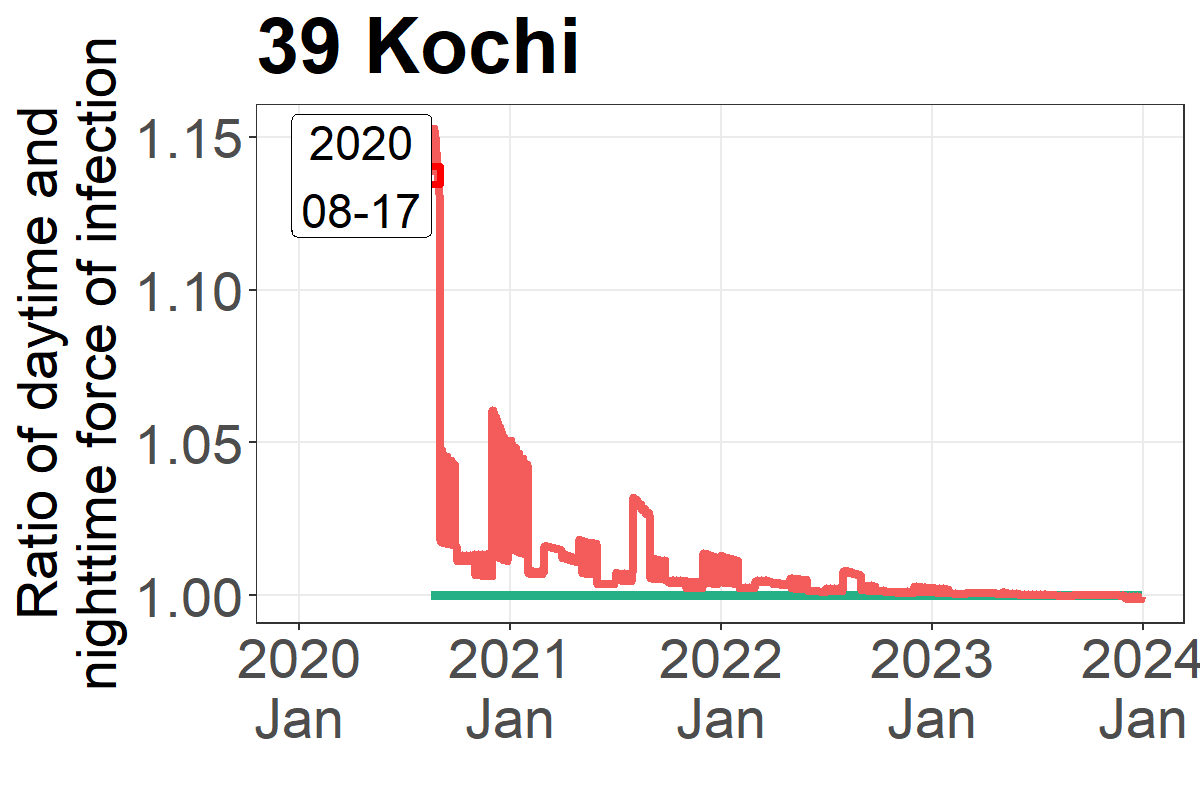 39 Kochi
Ratio of daytime and
nighttime force of infection
1.15
1.10
1.05
1.00
2020
08-17
2020
Jan
2021
Jan
2022
Jan
2023
Jan
2024
Jan